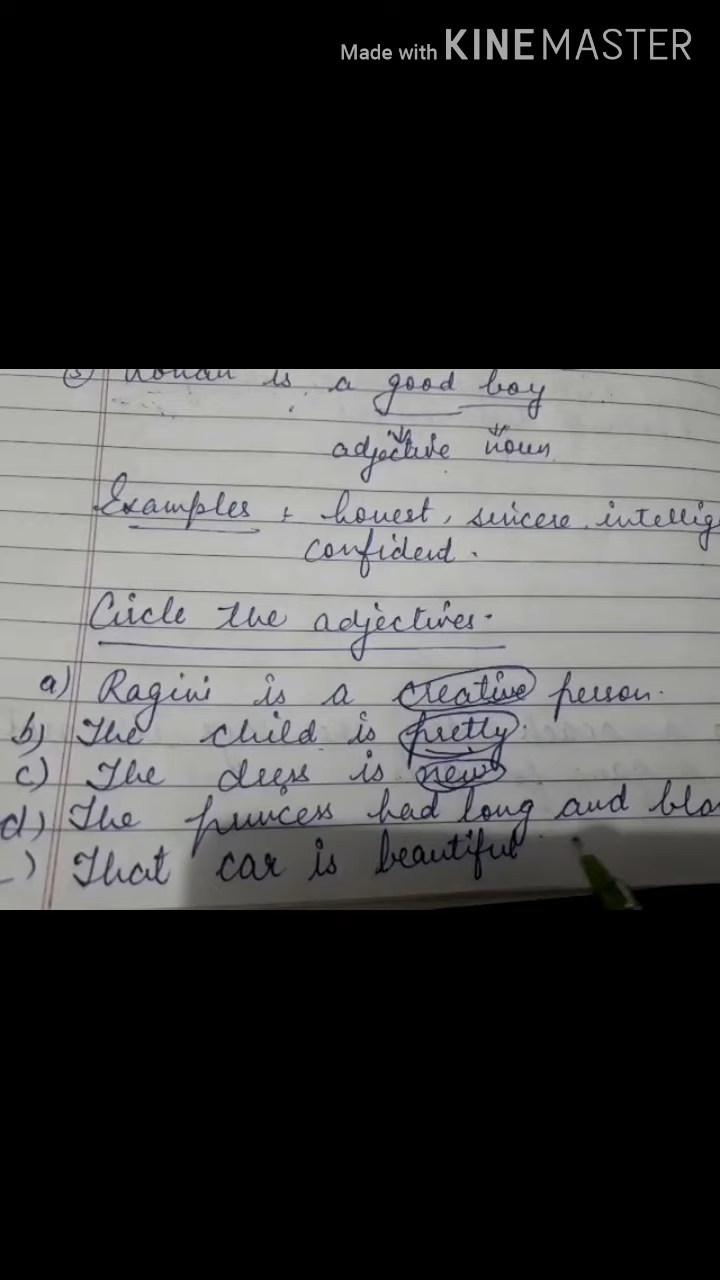 Made with KINEMASTER
③ Rohan is a good boy
adjective noun
Examples : honest, sincere, intellig
confident.
Circle the adjectives.
a) Ragini is a creative person.
b) The child is pretty.
c) The dress is new
d) The princess had long and bla
) That car is beautiful